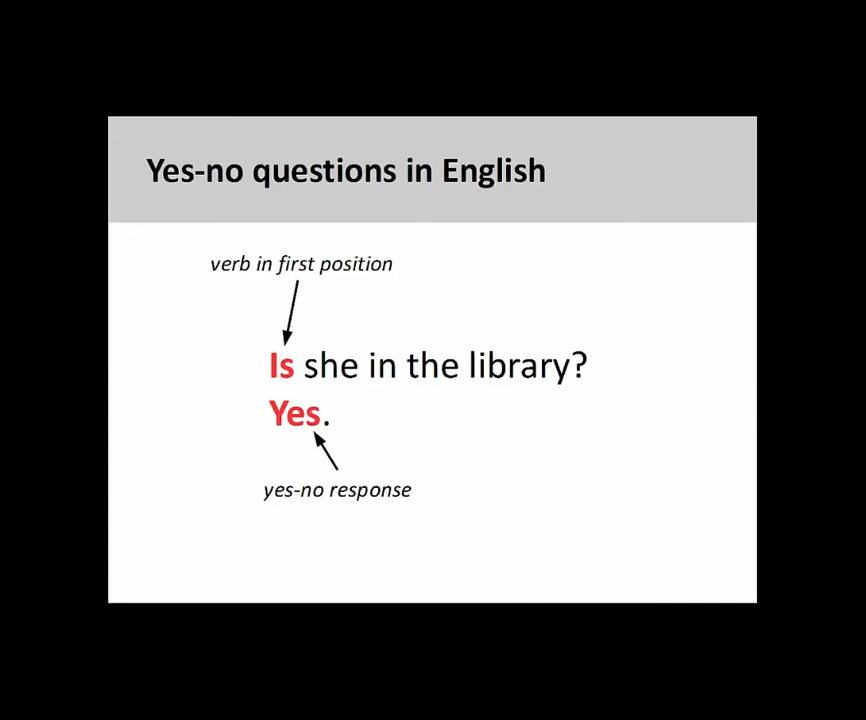 Yes-no questions in English
verb in first position
Is she in the library?
Yes.
yes-no response